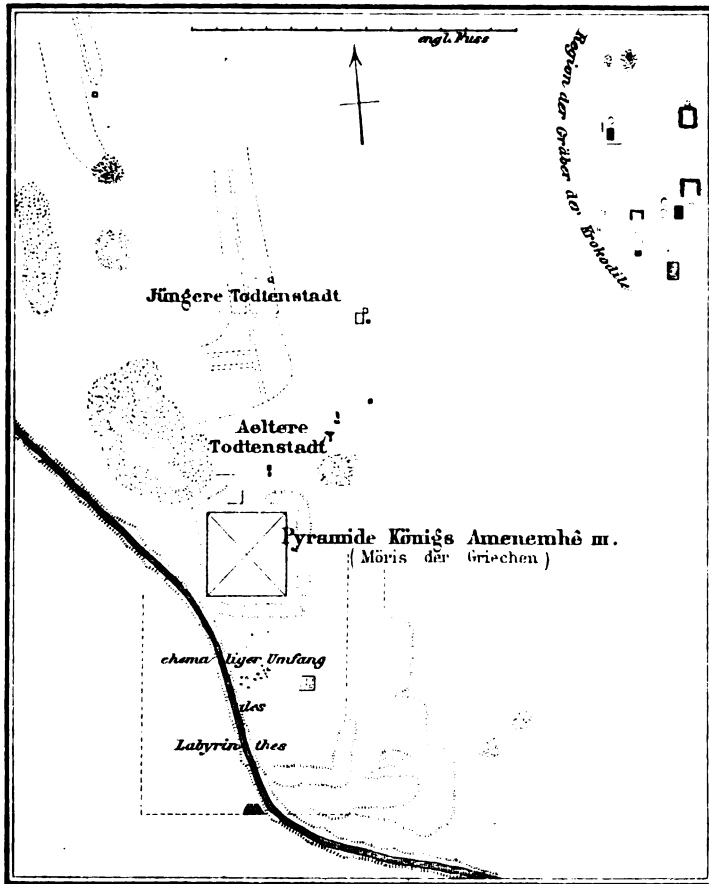 engl. Fuss
Region der Gräber der Krokodile
Jüngere Todtenstadt
Aeltere
Todtenstadt
Pyramide Königs Amenemhê III.
(Möris der Griechen)
ehemaliger Umfang
des
Labyrinthes